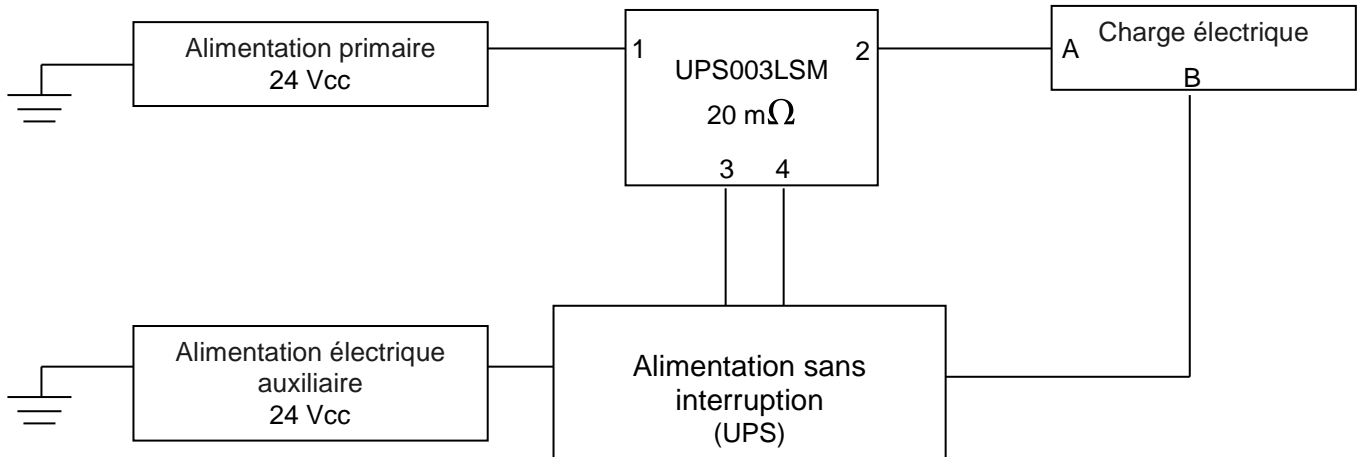 Alimentation primaire
24 Vcc
1
UPS003LSM
20 mΩ
2
3 4
A
Charge électrique
B
Alimentation électrique
auxiliaire
24 Vcc
Alimentation sans
interruption
(UPS)